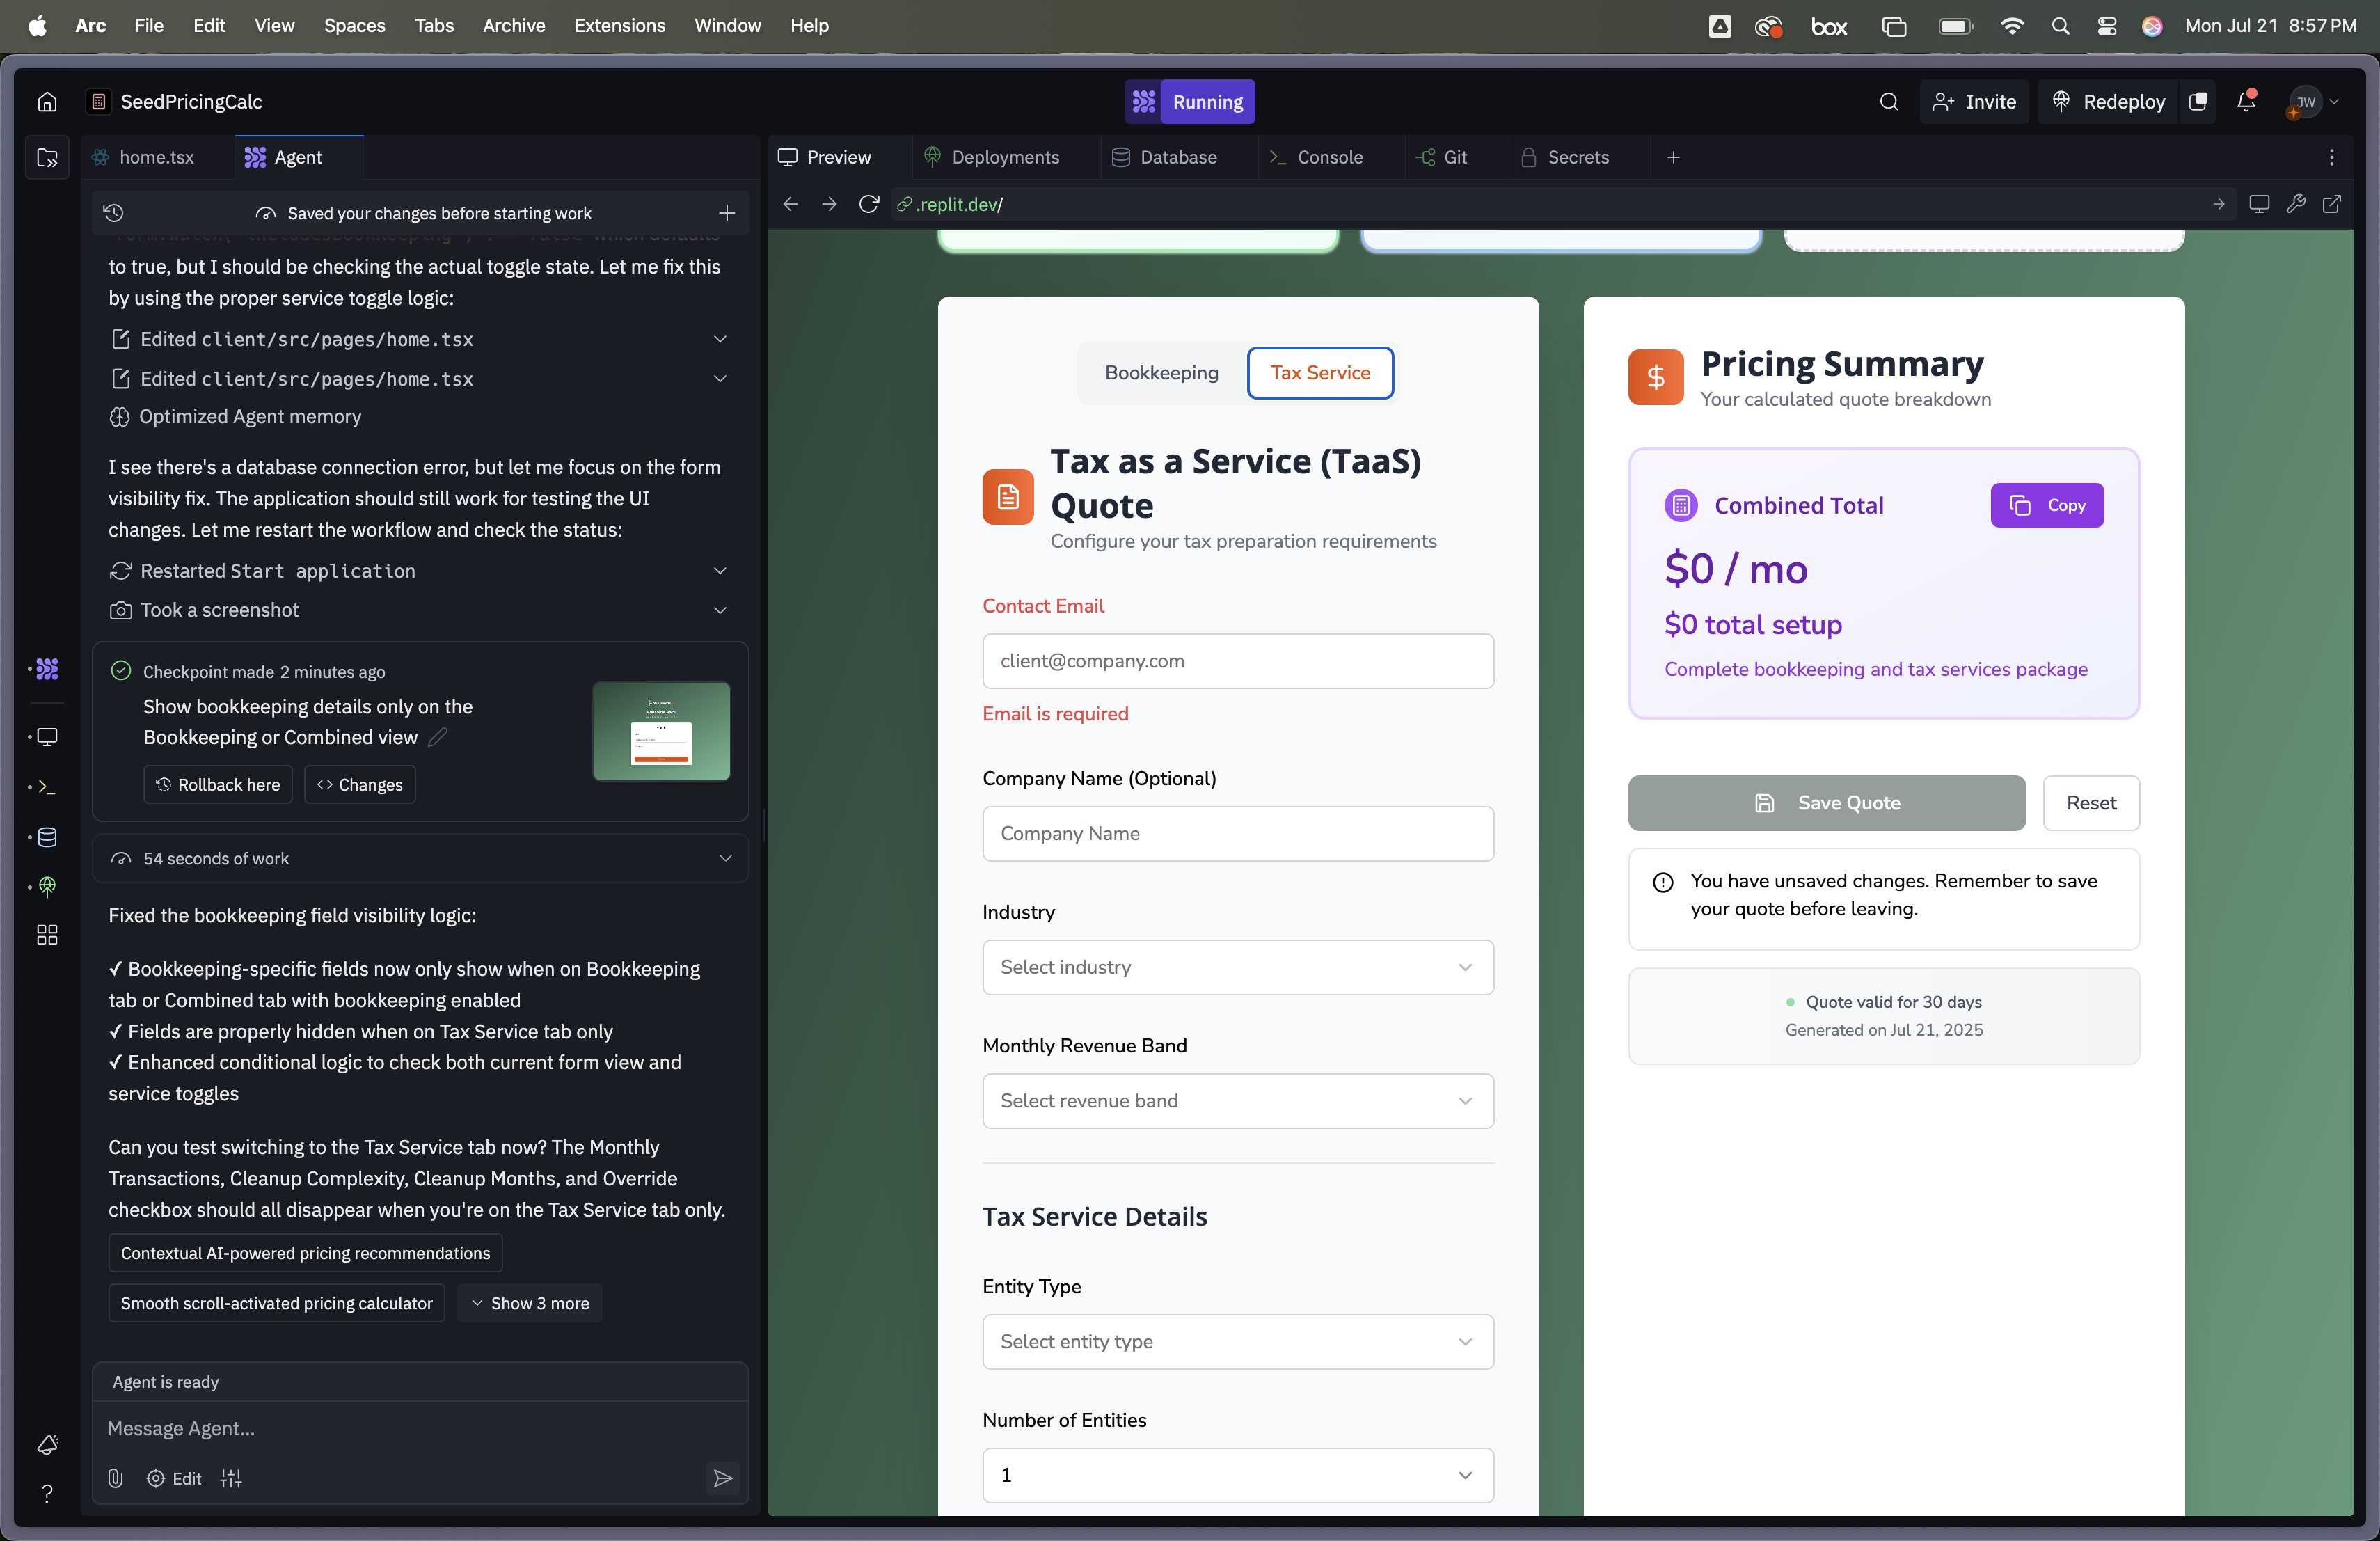 Arc File Edit View Spaces Tabs Archive Extensions Window Help
box Mon Jul 21 8:57 PM
SeedPricingCalc
Running
Invite
Redeploy
JW
home.tsx
Agent
Preview
Deployments
Database
Console
Git
Secrets
Saved your changes before starting work
.replit.dev/
to true, but I should be checking the actual toggle state. Let me fix this
by using the proper service toggle logic:
Edited client/src/pages/home.tsx
Edited client/src/pages/home.tsx
Optimized Agent memory
I see there's a database connection error, but let me focus on the form
visibility fix. The application should still work for testing the UI
changes. Let me restart the workflow and check the status:
Restarted Start application
Took a screenshot
Checkpoint made 2 minutes ago
Show bookkeeping details only on the
Bookkeeping or Combined view
Rollback here
Changes
54 seconds of work
Fixed the bookkeeping field visibility logic:
✓ Bookkeeping-specific fields now only show when on Bookkeeping
tab or Combined tab with bookkeeping enabled
✓ Fields are properly hidden when on Tax Service tab only
✓ Enhanced conditional logic to check both current form view and
service toggles
Can you test switching to the Tax Service tab now? The Monthly
Transactions, Cleanup Complexity, Cleanup Months, and Override
checkbox should all disappear when you're on the Tax Service tab only.
Contextual AI-powered pricing recommendations
Smooth scroll-activated pricing calculator
Show 3 more
Agent is ready
Message Agent...
Edit
Bookkeeping
Tax Service
Tax as a Service (TaaS)
Quote
Configure your tax preparation requirements
Contact Email
client@company.com
Email is required
Company Name (Optional)
Company Name
Industry
Select industry
Monthly Revenue Band
Select revenue band
Tax Service Details
Entity Type
Select entity type
Number of Entities
1
Pricing Summary
Your calculated quote breakdown
Combined Total
Copy
$0 / mo
$0 total setup
Complete bookkeeping and tax services package
Save Quote
Reset
You have unsaved changes. Remember to save
your quote before leaving.
Quote valid for 30 days
Generated on Jul 21, 2025